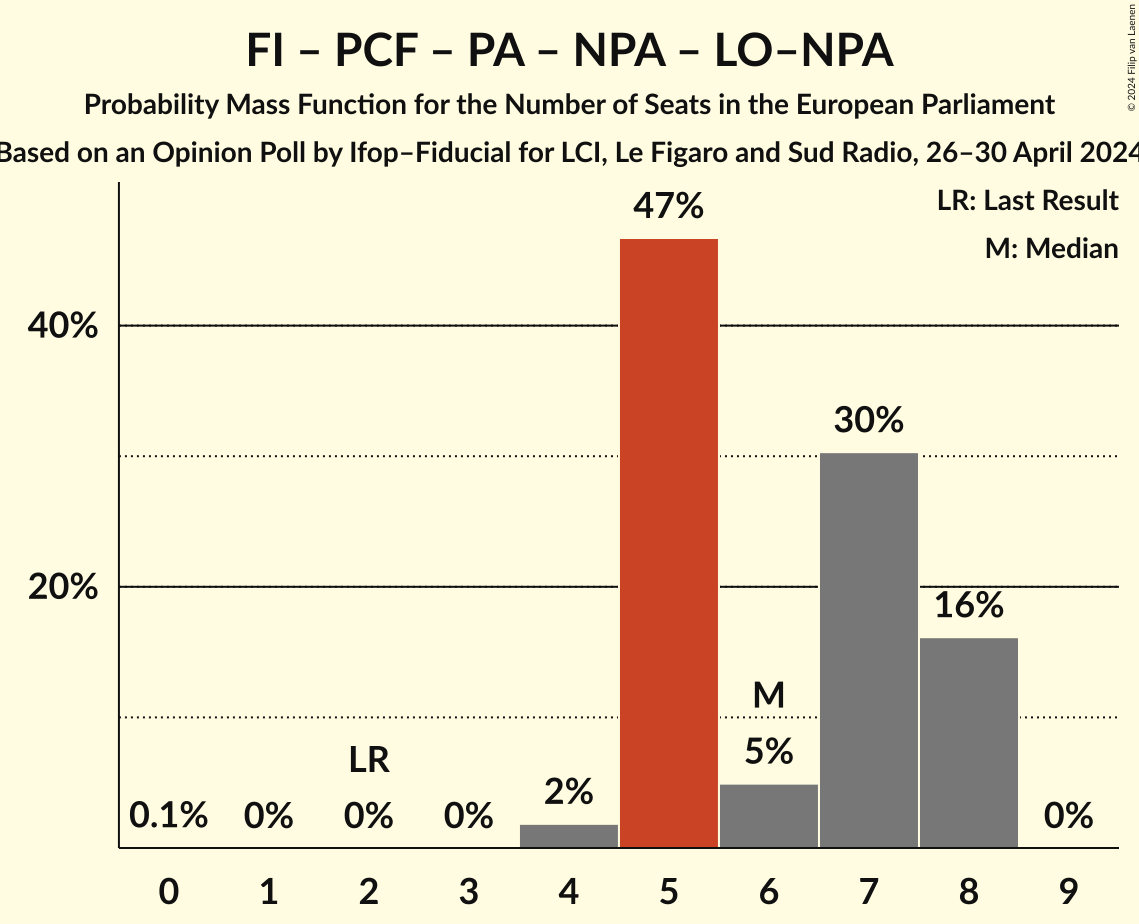 FI – PCF – PA – NPA – LO–NPA
Probability Mass Function for the Number of Seats in the European Parliament
Based on an Opinion Poll by Ifop–Fiducial for LCI, Le Figaro and Sud Radio, 26–30 April 2024
© 2024 Filip van Laenen
LR: Last Result
M: Median
47%
40%
30%
20%
16%
M
5%
LR
2%
0.1% 0% 0% 0% 0%
0 1 2 3 4 5 6 7 8 9